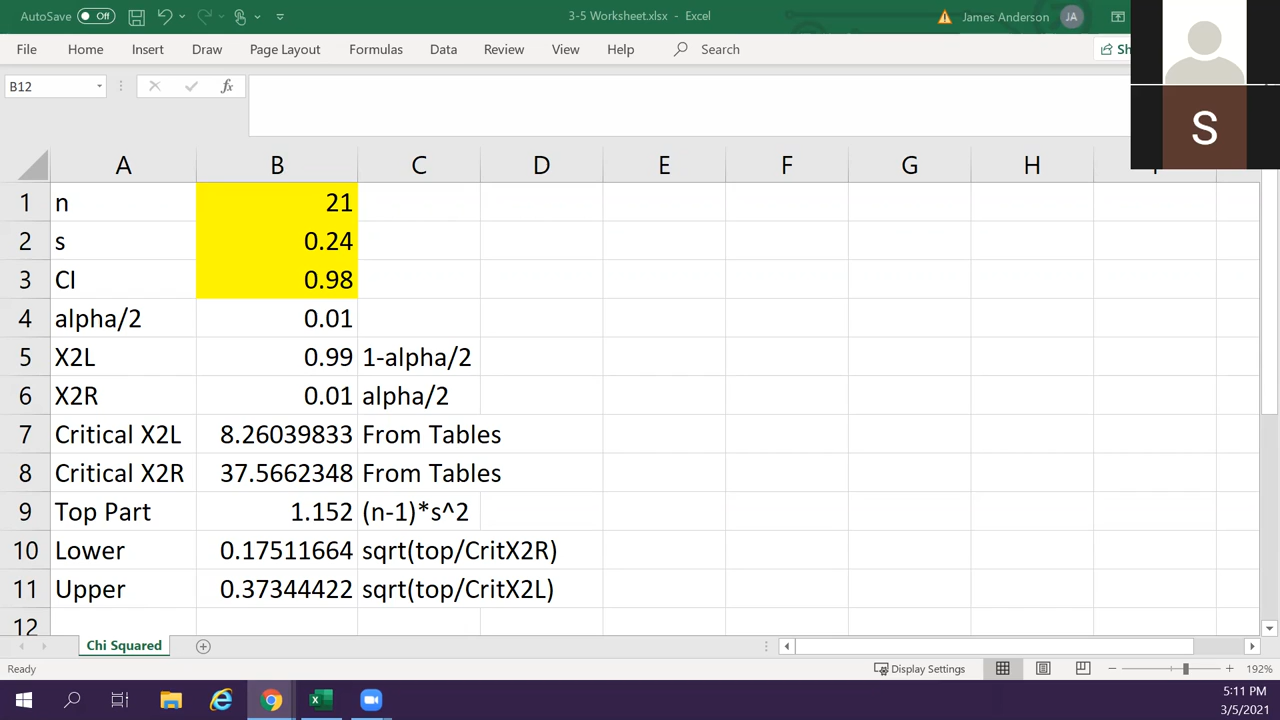 AutoSave Off 3-5 Worksheet.xlsx - Excel James Anderson JA
File Home Insert Draw Page Layout Formulas Data Review View Help Search Sh
B12 fx
S
A B C D E F G H
1 n 21
2 s 0.24
3 CI 0.98
4 alpha/2 0.01
5 X2L 0.99 1-alpha/2
6 X2R 0.01 alpha/2
7 Critical X2L 8.26039833 From Tables
8 Critical X2R 37.5662348 From Tables
9 Top Part 1.152 (n-1)*s^2
10 Lower 0.17511664 sqrt(top/CritX2R)
11 Upper 0.37344422 sqrt(top/CritX2L)
12
Chi Squared
Ready Display Settings 192%
5:11 PM
3/5/2021